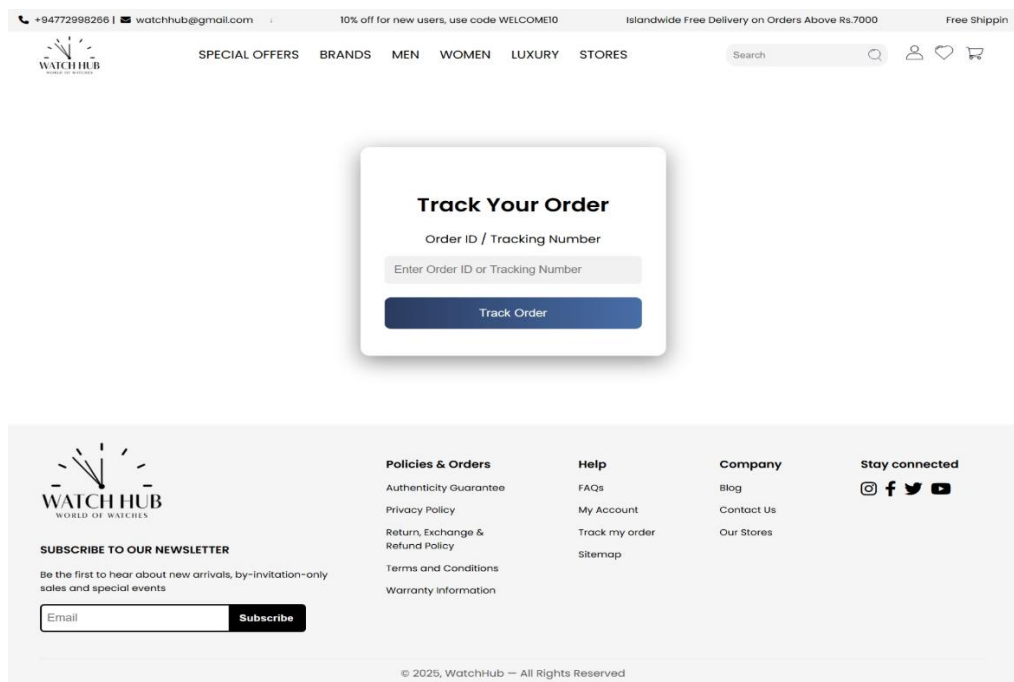 +94772998266 | watchhub@gmail.com
10% off for new users, use code WELCOME10
Islandwide Free Delivery on Orders Above Rs.7000
Free Shippin
WATCH HUB
WORLD OF WATCHES
SPECIAL OFFERS
BRANDS
MEN
WOMEN
LUXURY
STORES
Search
Track Your Order
Order ID / Tracking Number
Enter Order ID or Tracking Number
Track Order
WATCH HUB
WORLD OF WATCHES
SUBSCRIBE TO OUR NEWSLETTER
Be the first to hear about new arrivals, by-invitation-only
sales and special events
Email
Subscribe
Policies & Orders
Authenticity Guarantee
Privacy Policy
Return, Exchange &
Refund Policy
Terms and Conditions
Warranty Information
Help
FAQs
My Account
Track my order
Sitemap
Company
Blog
Contact Us
Our Stores
Stay connected
© 2025, WatchHub — All Rights Reserved